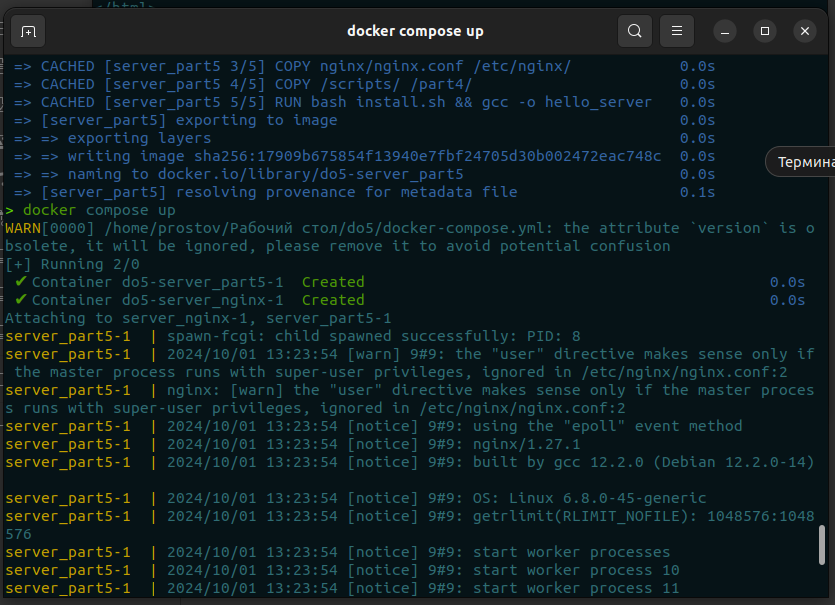 docker compose up
=> CACHED [server_part5 3/5] COPY nginx/nginx.conf /etc/nginx/ 0.0s
=> CACHED [server_part5 4/5] COPY /scripts/ /part4/ 0.0s
=> CACHED [server_part5 5/5] RUN bash install.sh && gcc -o hello_server 0.0s
=> [server_part5] exporting to image 0.0s
=> => exporting layers 0.0s
=> => writing image sha256:17909b675854f13940e7fbf24705d30b002472eac748c 0.0s
=> => naming to docker.io/library/do5-server_part5 0.0s
=> [server_part5] resolving provenance for metadata file 0.1s
Термина
> docker compose up
WARN[0000] /home/prostov/Рабочий стол/do5/docker-compose.yml: the attribute `version` is o
bsolete, it will be ignored, please remove it to avoid potential confusion
[+] Running 2/0
✔ Container do5-server_part5-1 Created 0.0s
✔ Container do5-server_nginx-1 Created 0.0s
Attaching to server_nginx-1, server_part5-1
server_part5-1 | spawn-fcgi: child spawned successfully: PID: 8
server_part5-1 | 2024/10/01 13:23:54 [warn] 9#9: the "user" directive makes sense only if
the master process runs with super-user privileges, ignored in /etc/nginx/nginx.conf:2
server_part5-1 | nginx: [warn] the "user" directive makes sense only if the master proces
s runs with super-user privileges, ignored in /etc/nginx/nginx.conf:2
server_part5-1 | 2024/10/01 13:23:54 [notice] 9#9: using the "epoll" event method
server_part5-1 | 2024/10/01 13:23:54 [notice] 9#9: nginx/1.27.1
server_part5-1 | 2024/10/01 13:23:54 [notice] 9#9: built by gcc 12.2.0 (Debian 12.2.0-14)
server_part5-1 | 2024/10/01 13:23:54 [notice] 9#9: OS: Linux 6.8.0-45-generic
server_part5-1 | 2024/10/01 13:23:54 [notice] 9#9: getrlimit(RLIMIT_NOFILE): 1048576:1048
576
server_part5-1 | 2024/10/01 13:23:54 [notice] 9#9: start worker processes
server_part5-1 | 2024/10/01 13:23:54 [notice] 9#9: start worker process 10
server_part5-1 | 2024/10/01 13:23:54 [notice] 9#9: start worker process 11